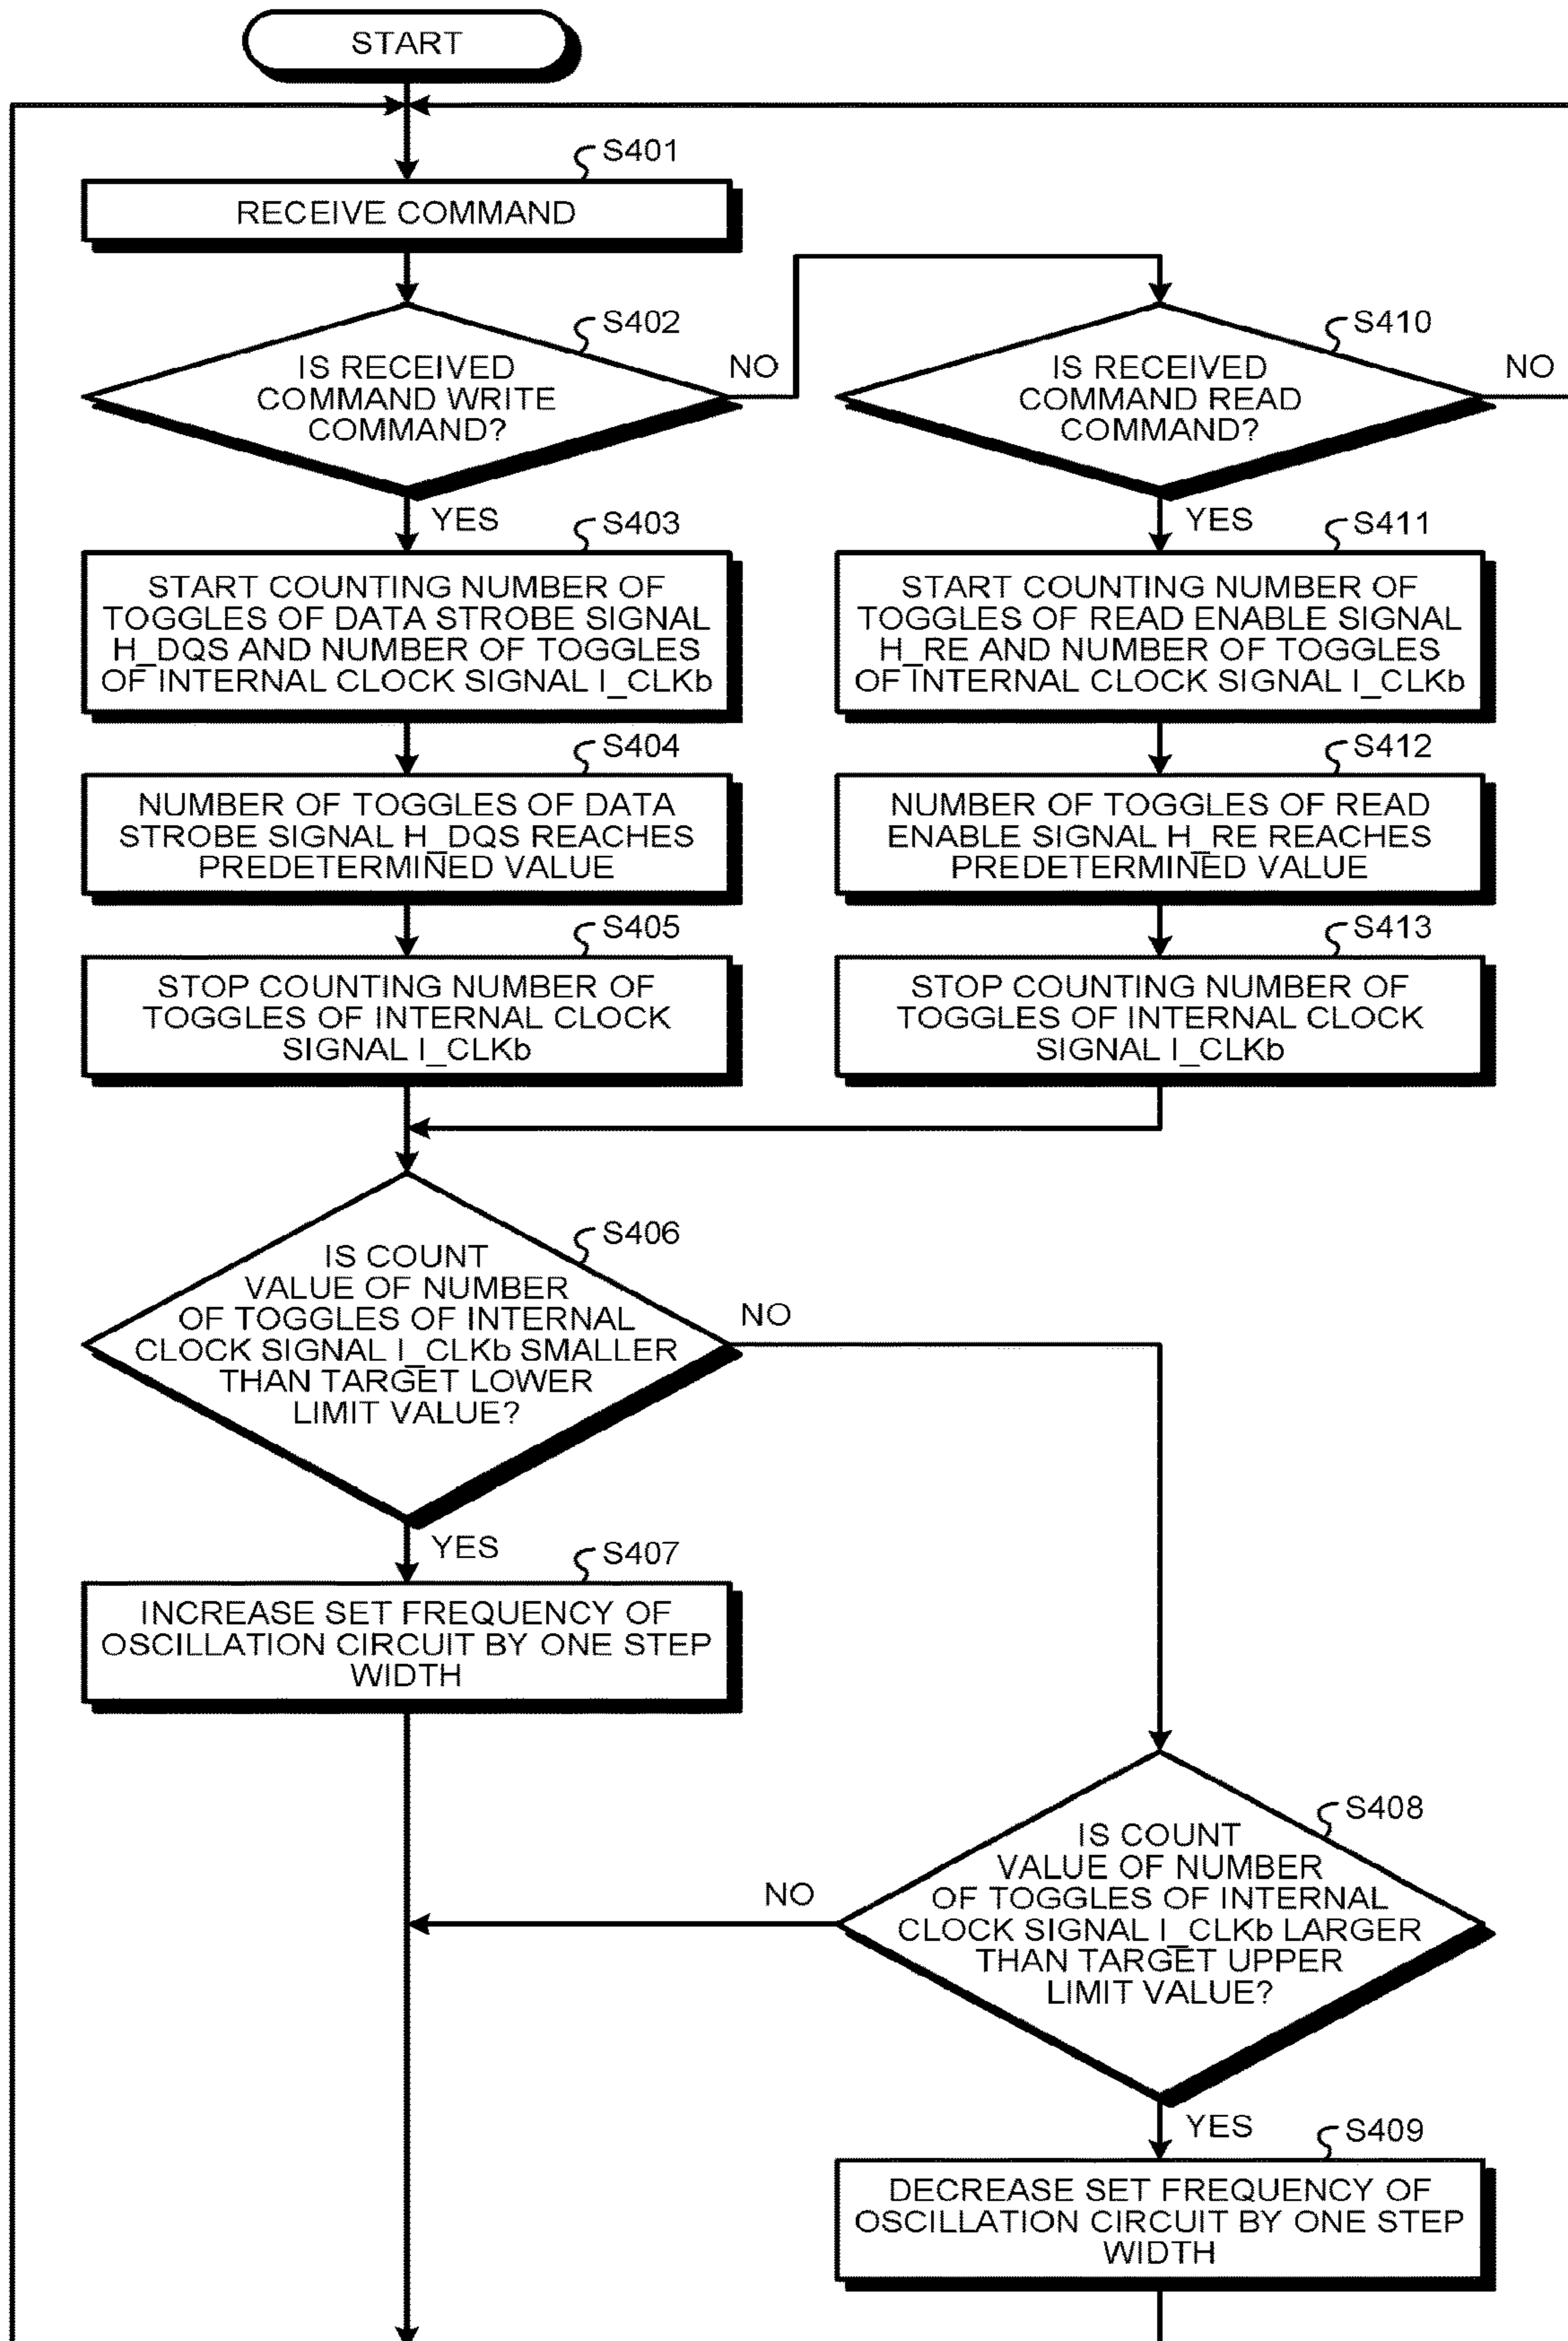 START
S401
RECEIVE COMMAND
S402
IS RECEIVED
COMMAND WRITE
COMMAND?
NO
YES
S410
IS RECEIVED
COMMAND READ
COMMAND?
NO
YES
S403
START COUNTING NUMBER OF
TOGGLES OF DATA STROBE SIGNAL
H_DQS AND NUMBER OF TOGGLES
OF INTERNAL CLOCK SIGNAL I_CLKb
S411
START COUNTING NUMBER OF
TOGGLES OF READ ENABLE SIGNAL
H_RE AND NUMBER OF TOGGLES
OF INTERNAL CLOCK SIGNAL I_CLKb
S404
NUMBER OF TOGGLES OF DATA
STROBE SIGNAL H_DQS REACHES
PREDETERMINED VALUE
S412
NUMBER OF TOGGLES OF READ
ENABLE SIGNAL H_RE REACHES
PREDETERMINED VALUE
S405
STOP COUNTING NUMBER OF
TOGGLES OF INTERNAL CLOCK
SIGNAL I_CLKb
S413
STOP COUNTING NUMBER OF
TOGGLES OF INTERNAL CLOCK
SIGNAL I_CLKb
S406
IS COUNT
VALUE OF NUMBER
OF TOGGLES OF INTERNAL
CLOCK SIGNAL I_CLKb SMALLER
THAN TARGET LOWER
LIMIT VALUE?
NO
YES
S407
INCREASE SET FREQUENCY OF
OSCILLATION CIRCUIT BY ONE STEP
WIDTH
S408
IS COUNT
VALUE OF NUMBER
OF TOGGLES OF INTERNAL
CLOCK SIGNAL I_CLKb LARGER
THAN TARGET UPPER
LIMIT VALUE?
NO
YES
S409
DECREASE SET FREQUENCY OF
OSCILLATION CIRCUIT BY ONE STEP
WIDTH